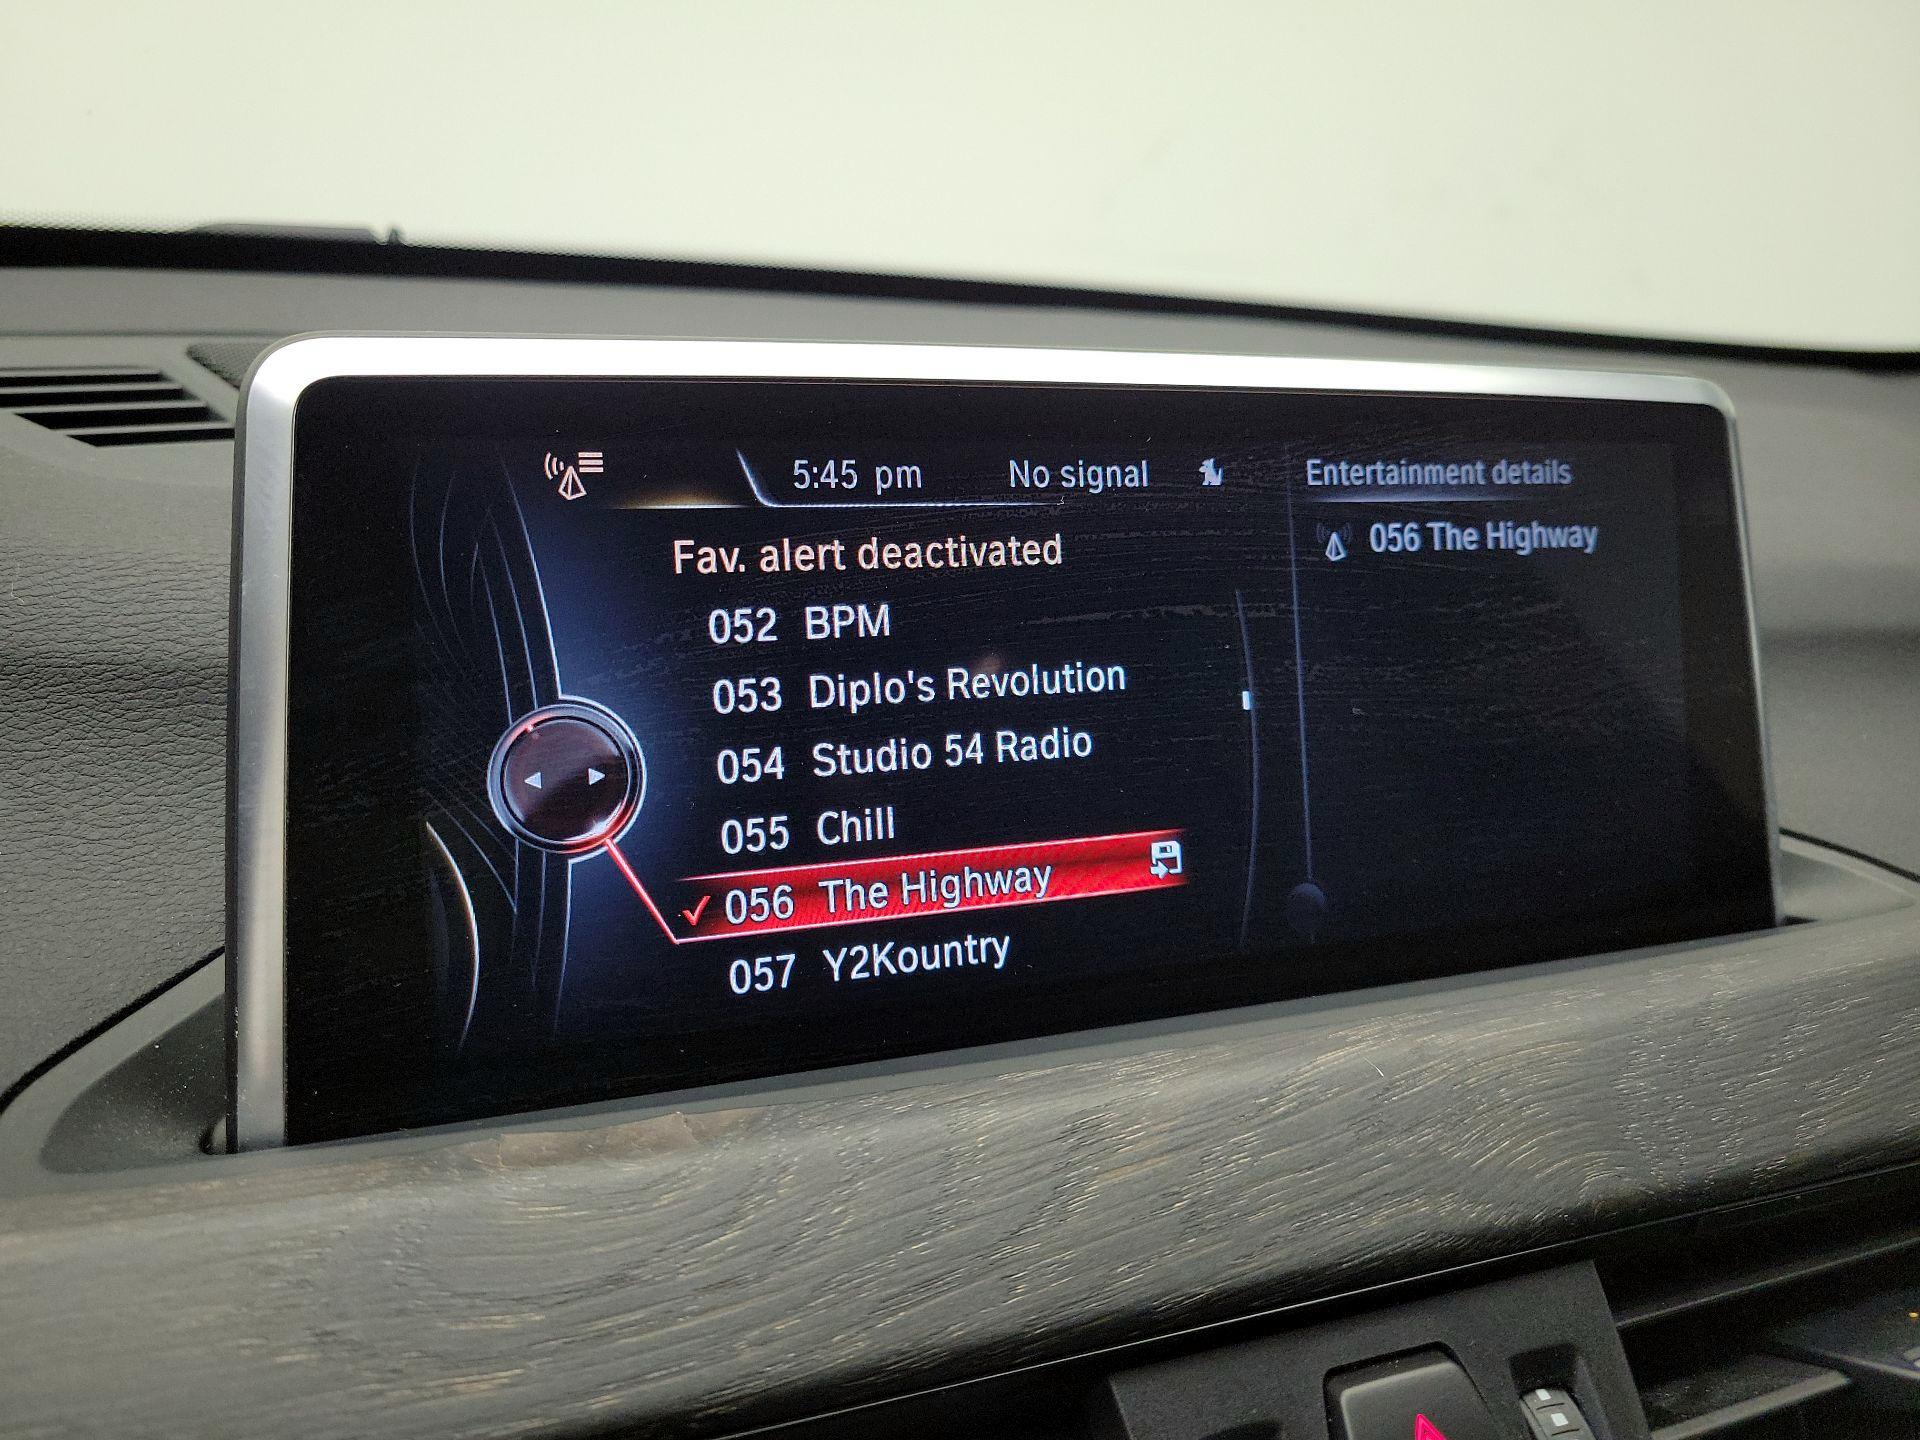 5:45 pm No signal Entertainment details
Fav. alert deactivated
052 BPM
053 Diplo's Revolution
054 Studio 54 Radio
055 Chill
056 The Highway
057 Y2Kountry
056 The Highway